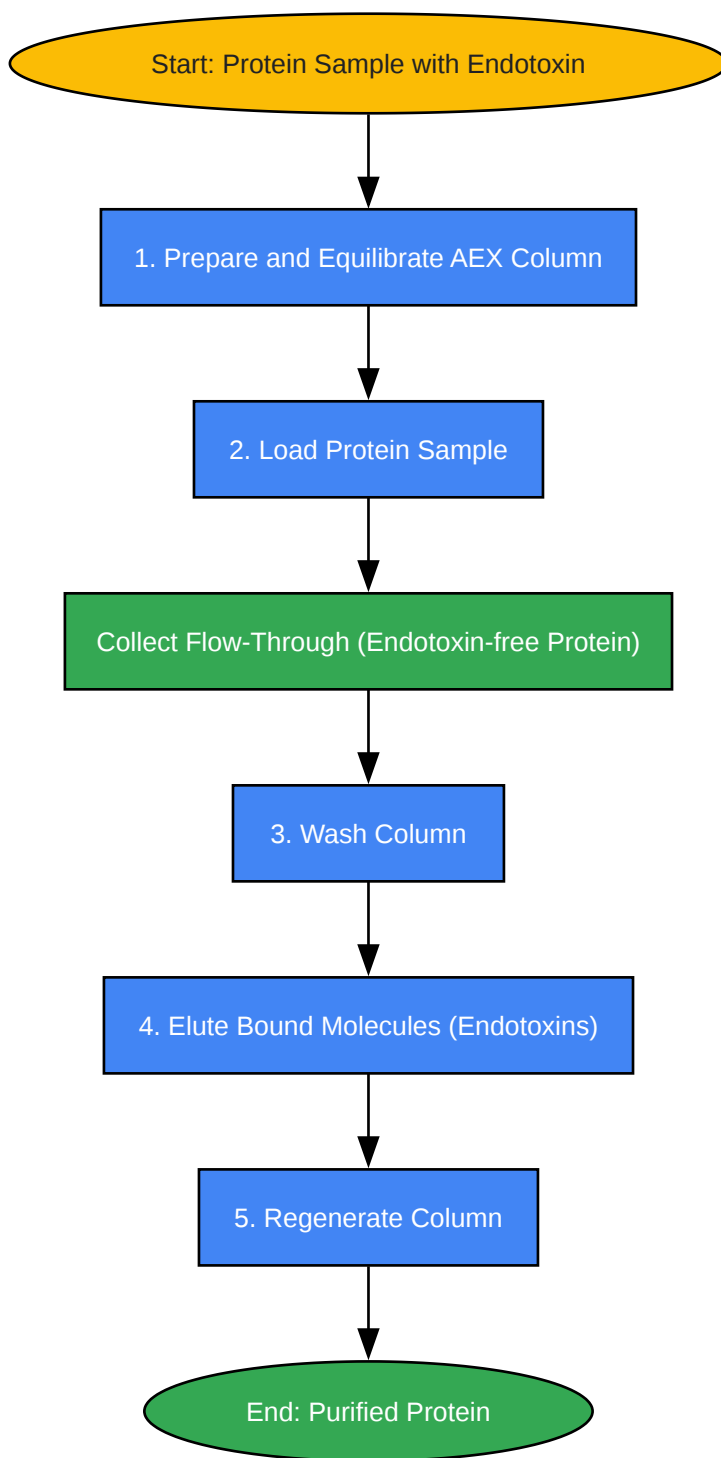 Start: Protein Sample with Endotoxin
1. Prepare and Equilibrate AEX Column
2. Load Protein Sample
Collect Flow-Through (Endotoxin-free Protein)
3. Wash Column
4. Elute Bound Molecules (Endotoxins)
5. Regenerate Column
End: Purified Protein